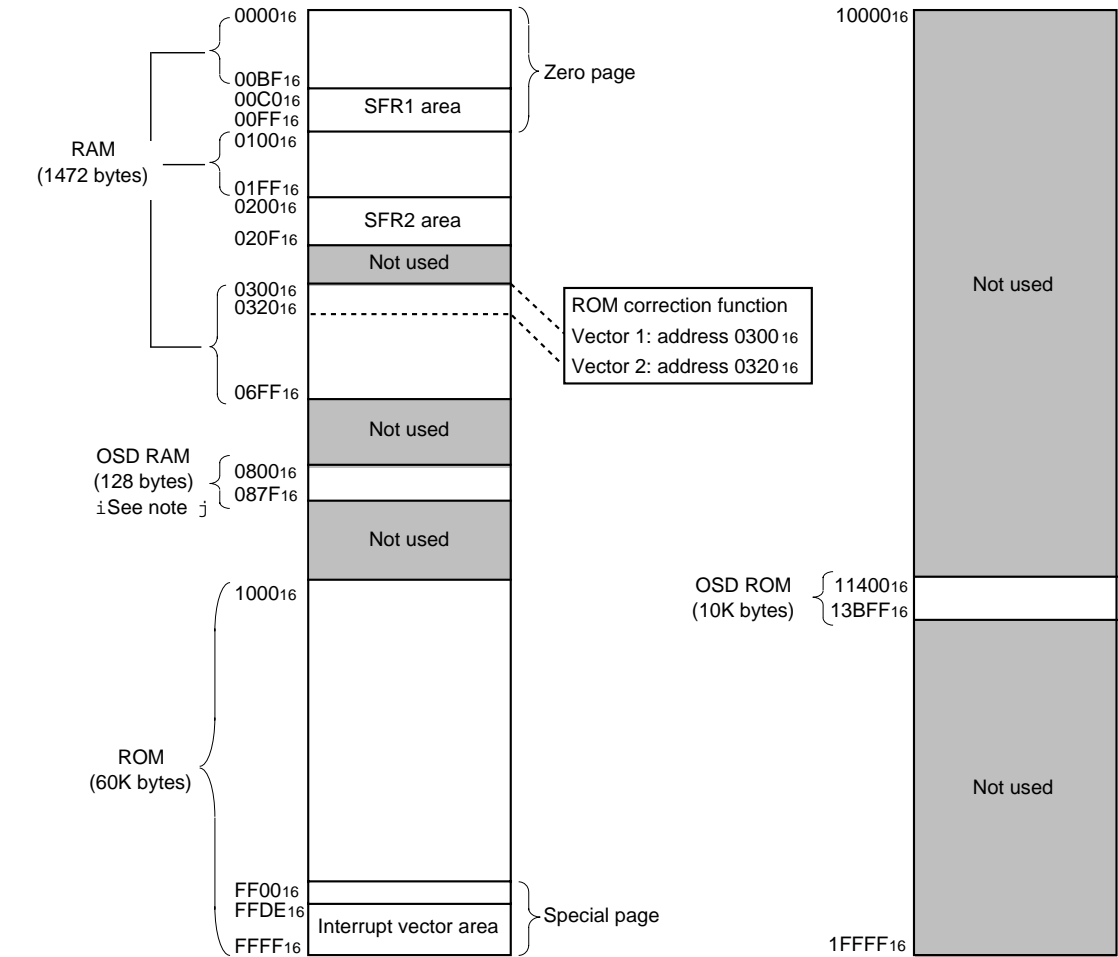 000016
00BF16
00C016
00FF16
010016
01FF16
020016
020F16
030016
032016
06FF16
080016
087F16
100016
FF0016
FFDE16
FFFF16
RAM
(1472 bytes)
OSD RAM
(128 bytes)
iSee note j
ROM
(60K bytes)
SFR1 area
SFR2 area
Not used
Not used
Not used
Interrupt vector area
Zero page
ROM correction function
Vector 1: address 030016
Vector 2: address 032016
Special page
1000016
Not used
OSD ROM
(10K bytes)
1140016
13BFF16
Not used
1FFFF16